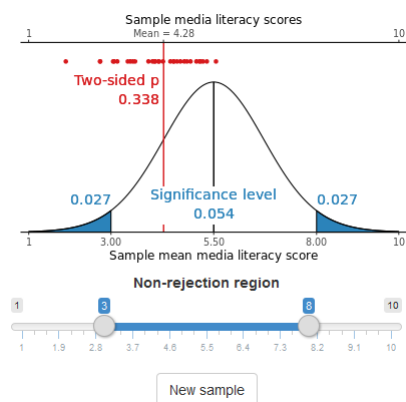 Sample media literacy scores
1 Mean = 4.28 10
Two-sided p
0.338
0.027 Significance level 0.027
0.054
1 3.00 5.50 8.00 10
Sample mean media literacy score
Non-rejection region
1 3 8 10
1 1.9 2.8 3.7 4.6 5.5 6.4 7.3 8.2 9.1 10
New sample